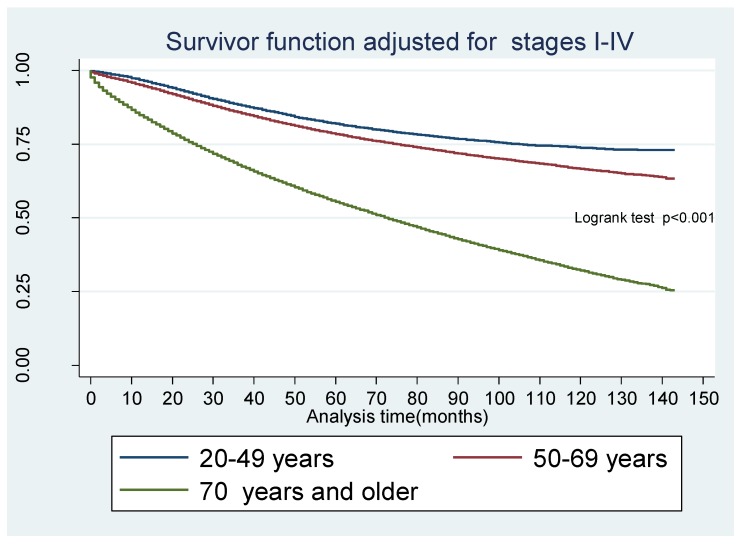 Survivor function adjusted for  stages I-IV
1.00
0.75
0.50
0.25
0.00
Logrank test  p<0.001
0 10 20 30 40 50 60 70 80 90 100 110 120 130 140 150
Analysis time(months)
20-49 years
50-69 years
70  years and older